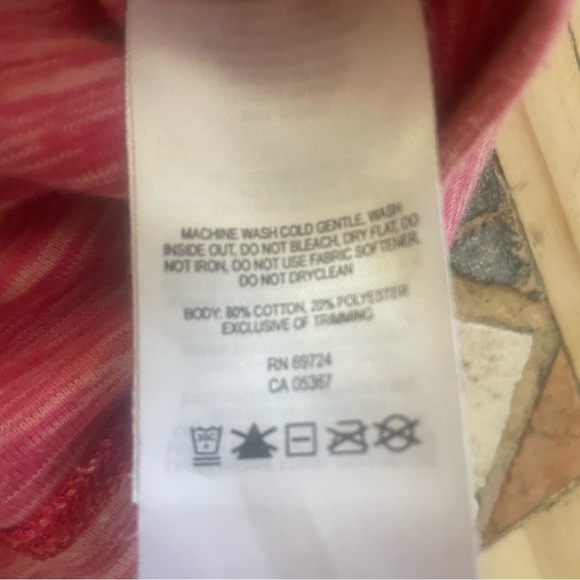 MACHINE WASH COLD GENTLE, WASH
INSIDE OUT, DO NOT BLEACH, DRY FLAT, DO
NOT IRON, DO NOT USE FABRIC SOFTENER,
DO NOT DRYCLEAN
BODY: 80% COTTON, 20% POLYESTER
EXCLUSIVE OF TRIMMING
RN 69724
CA 05367
30C